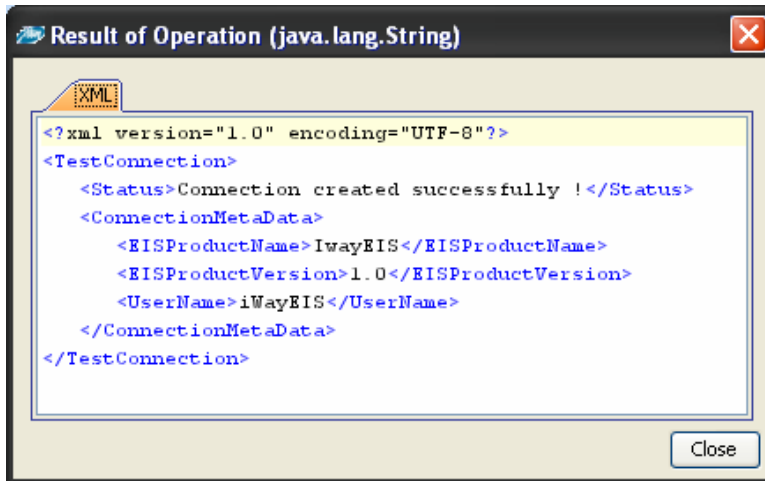 Result of Operation (java.lang.String)
XML
<?xml version="1.0" encoding="UTF-8"?>
<TestConnection>
<Status>Connection created successfully !</Status>
<ConnectionMetaData>
<EISProductName>IwayEIS</EISProductName>
<EISProductVersion>1.0</EISProductVersion>
<UserName>iWayEIS</UserName>
</ConnectionMetaData>
</TestConnection>
Close